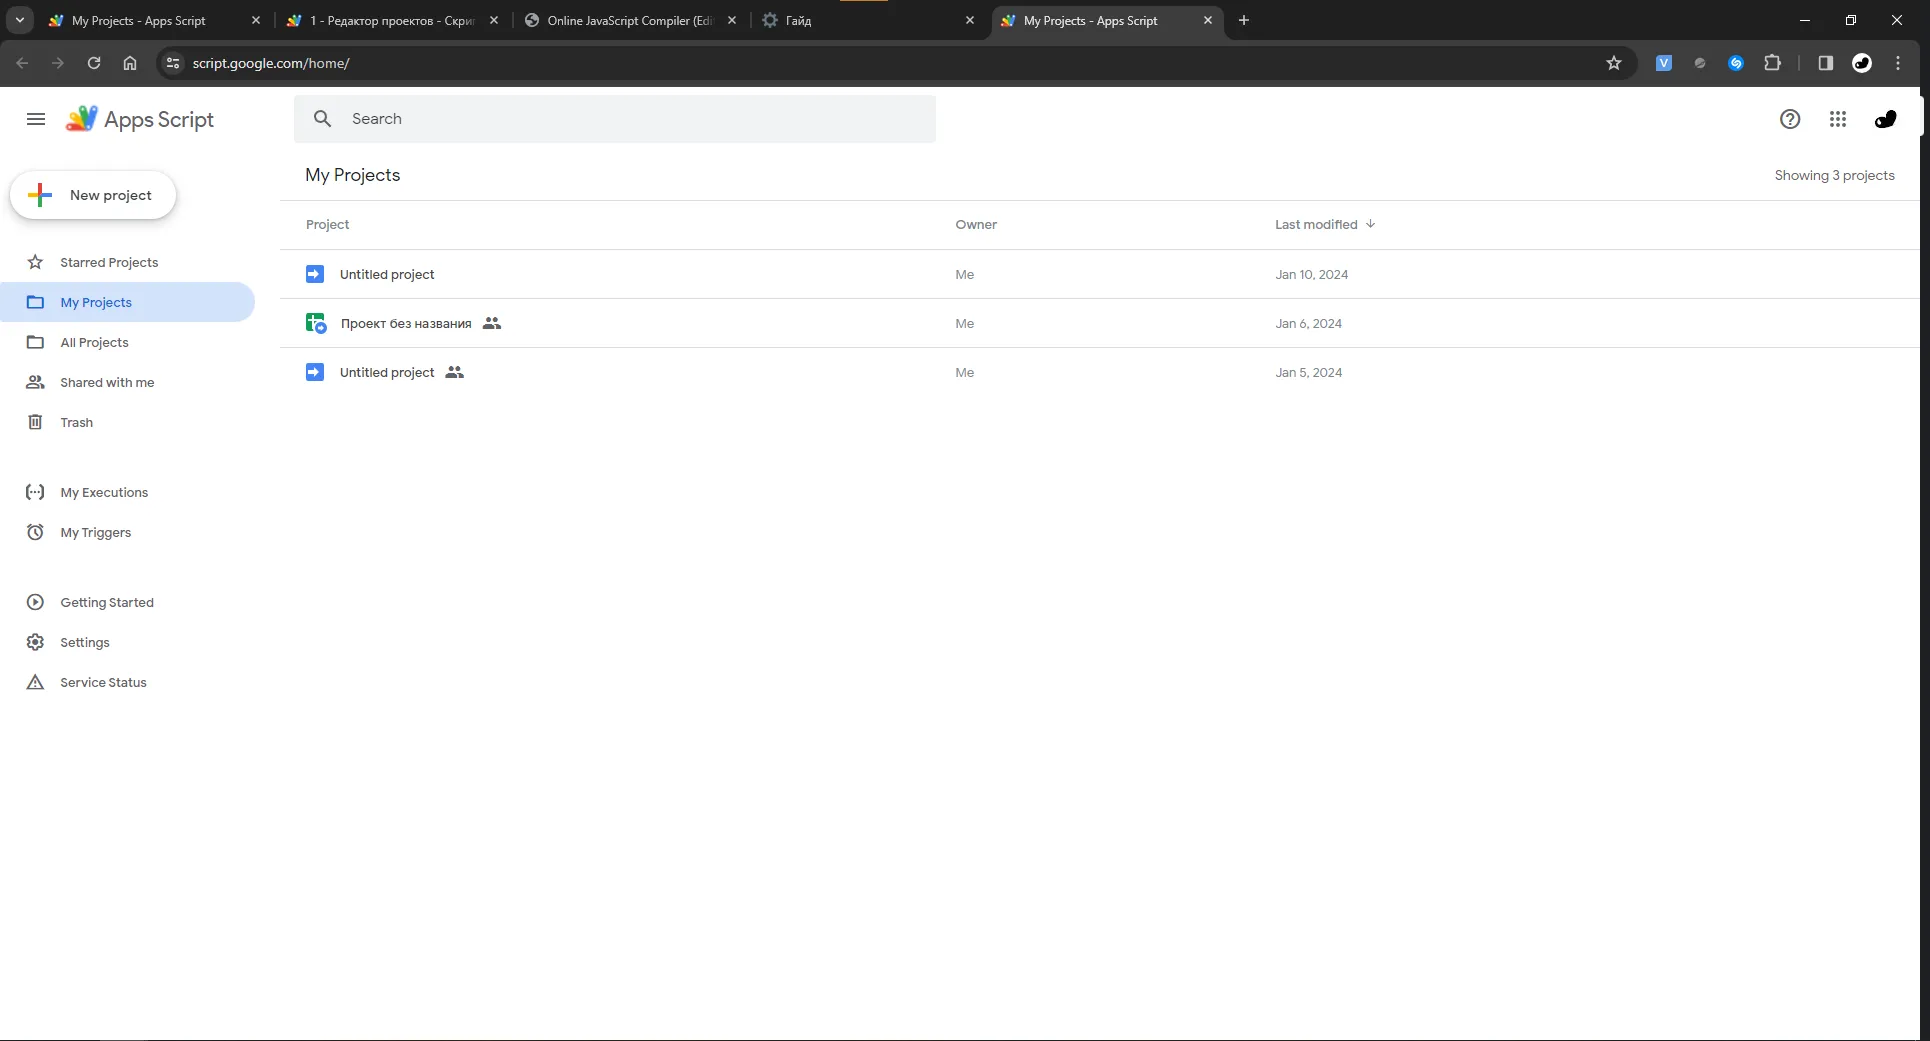 My Projects - Apps Script
1 - Редактор проектов - Скри
Online JavaScript Compiler (Edi
Гайд
My Projects - Apps Script
script.google.com/home/
V
Apps Script
Search
New project
My Projects
Showing 3 projects
Project Owner Last modified
Starred Projects
Untitled project Me Jan 10, 2024
My Projects
Проект без названия Me Jan 6, 2024
All Projects
Untitled project Me Jan 5, 2024
Shared with me
Trash
My Executions
My Triggers
Getting Started
Settings
Service Status